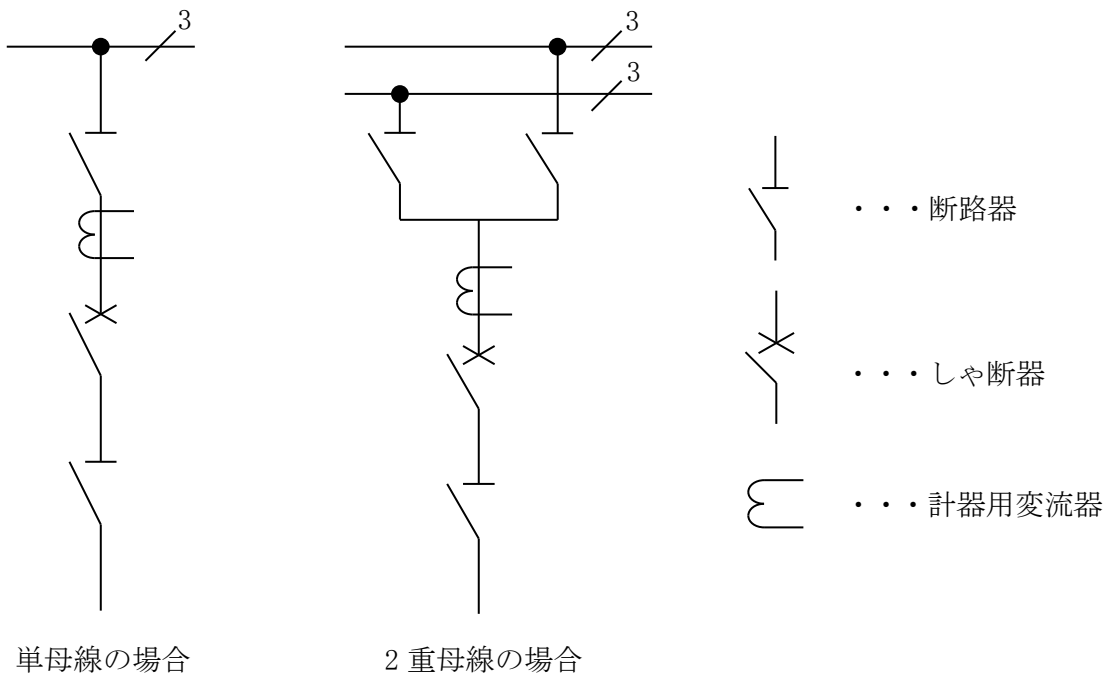 3
3
3
・・・断路器
・・・しゃ断器
・・・計器用変流器
単母線の場合
2 重母線の場合